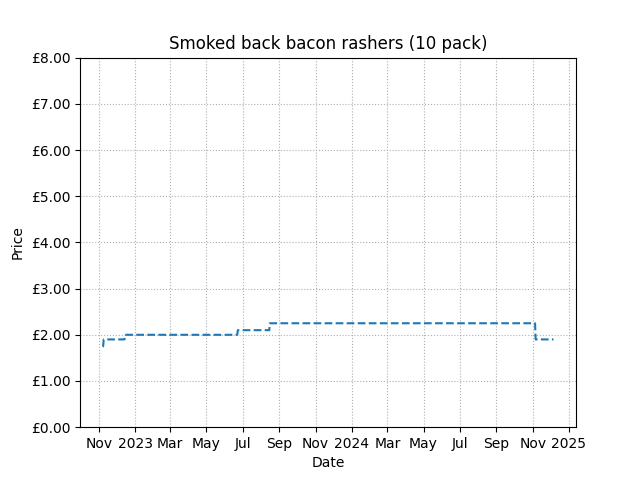 Smoked back bacon rashers (10 pack)
£8.00
£7.00
£6.00
£5.00
£4.00
£3.00
£2.00
£1.00
£0.00
Price
Nov 2023 Mar May Jul Sep Nov 2024 Mar May Jul Sep Nov 2025
Date